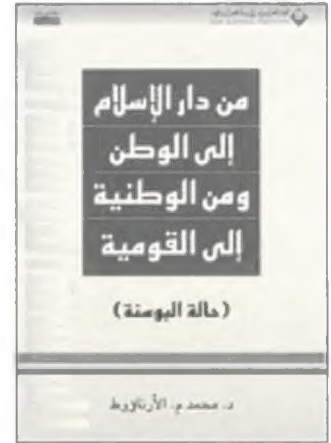 من دار الإسلام
إلى الوطن
ومن الوطنية
إلى القومية
(حالة البوسنة)
د. محمد م. الأرناؤوط